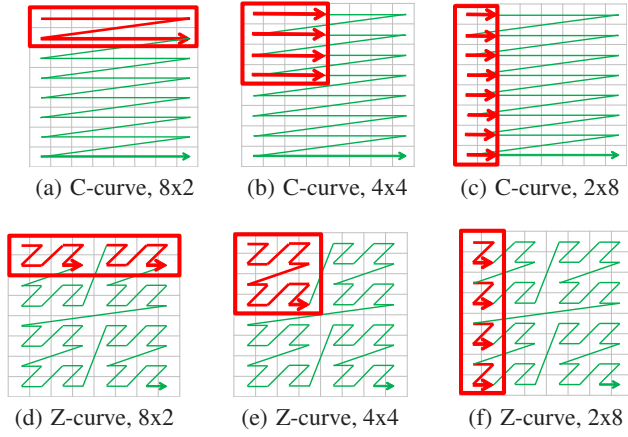 (a) C-curve, 8x2
(b) C-curve, 4x4
(c) C-curve, 2x8
(d) Z-curve, 8x2
(e) Z-curve, 4x4
(f) Z-curve, 2x8